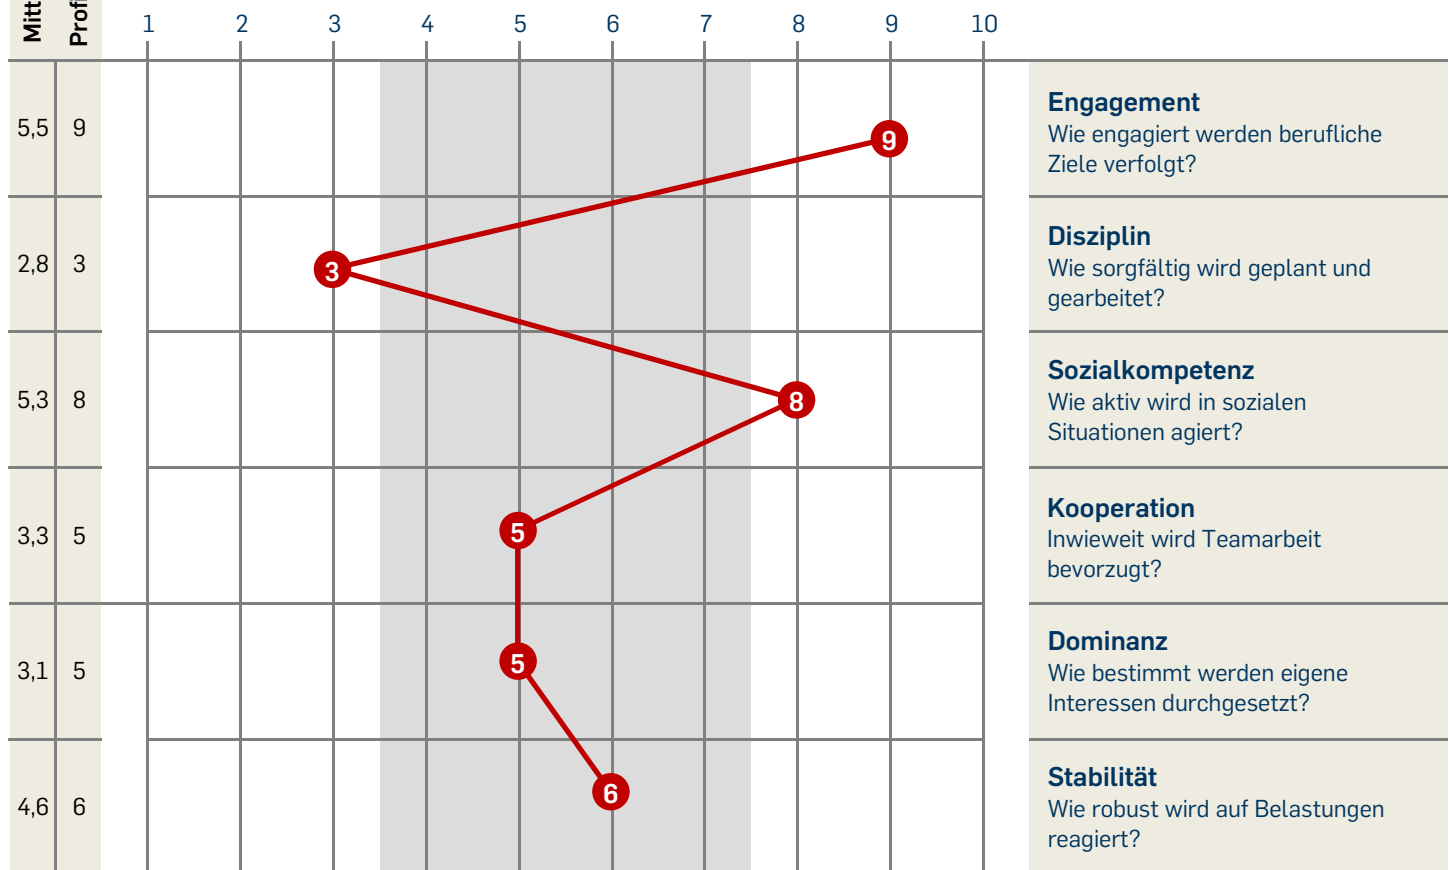 Mitt
Profi
1 2 3 4 5 6 7 8 9 10
5,5 9
9
Engagement
Wie engagiert werden berufliche
Ziele verfolgt?
2,8 3
3
Disziplin
Wie sorgfältig wird geplant und
gearbeitet?
5,3 8
8
Sozialkompetenz
Wie aktiv wird in sozialen
Situationen agiert?
3,3 5
5
Kooperation
Inwieweit wird Teamarbeit
bevorzugt?
3,1 5
5
Dominanz
Wie bestimmt werden eigene
Interessen durchgesetzt?
4,6 6
6
Stabilität
Wie robust wird auf Belastungen
reagiert?